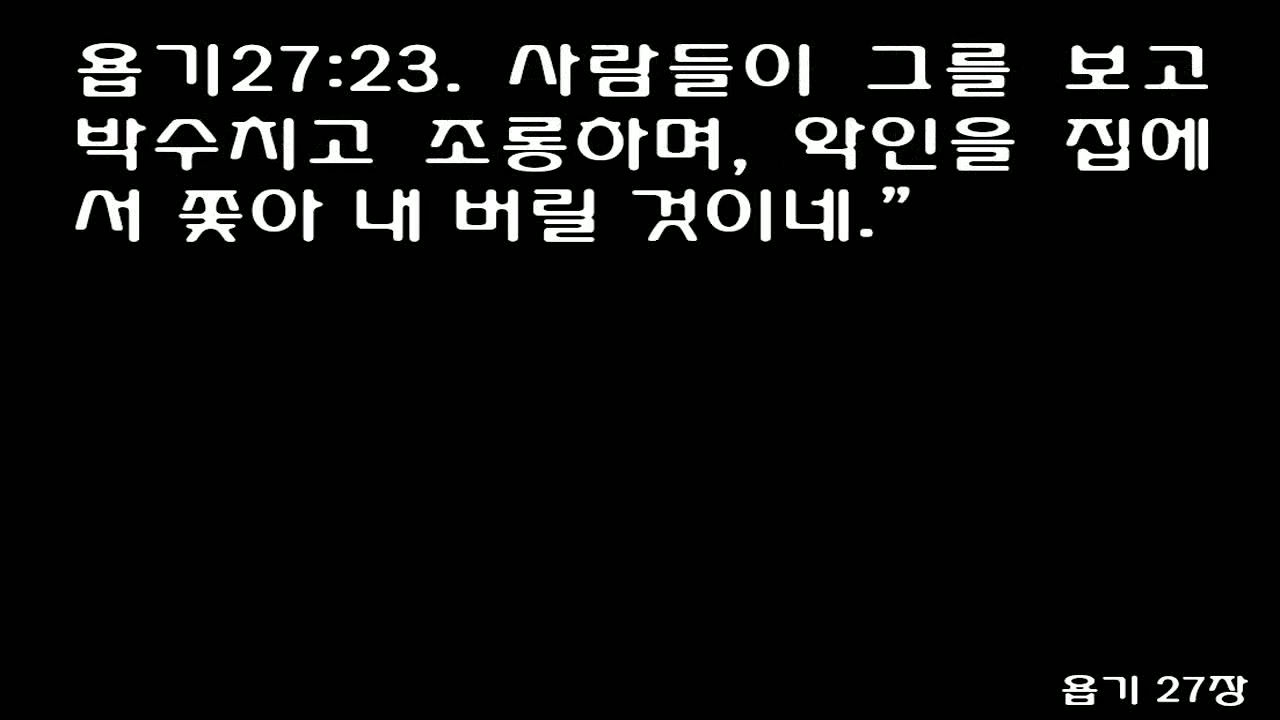 욥기27:23. 사람들이 그를 보고
박수치고 조롱하며, 악인을 집에
서 쫓아 내 버릴 것이네.”
욥기 27장